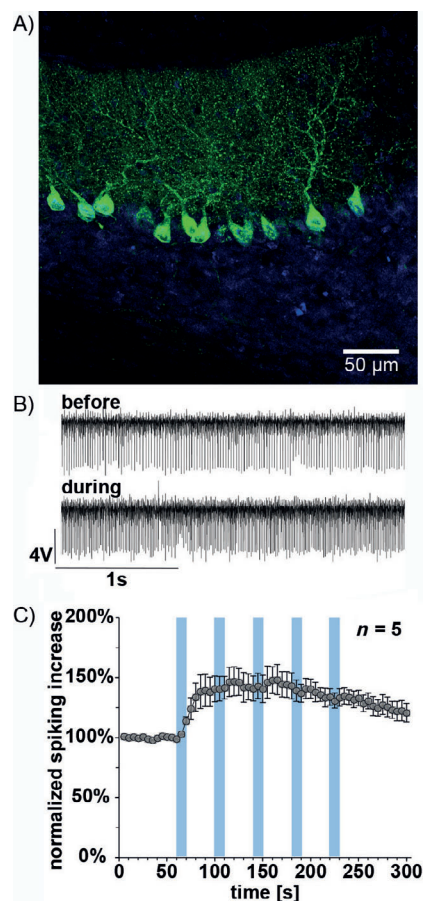 A)
50 µm
B)
before
during
4V
1s
C)
200%
n = 5
150%
100%
50%
0%
normalized spiking increase
0 50 100 150 200 250 300
time [s]